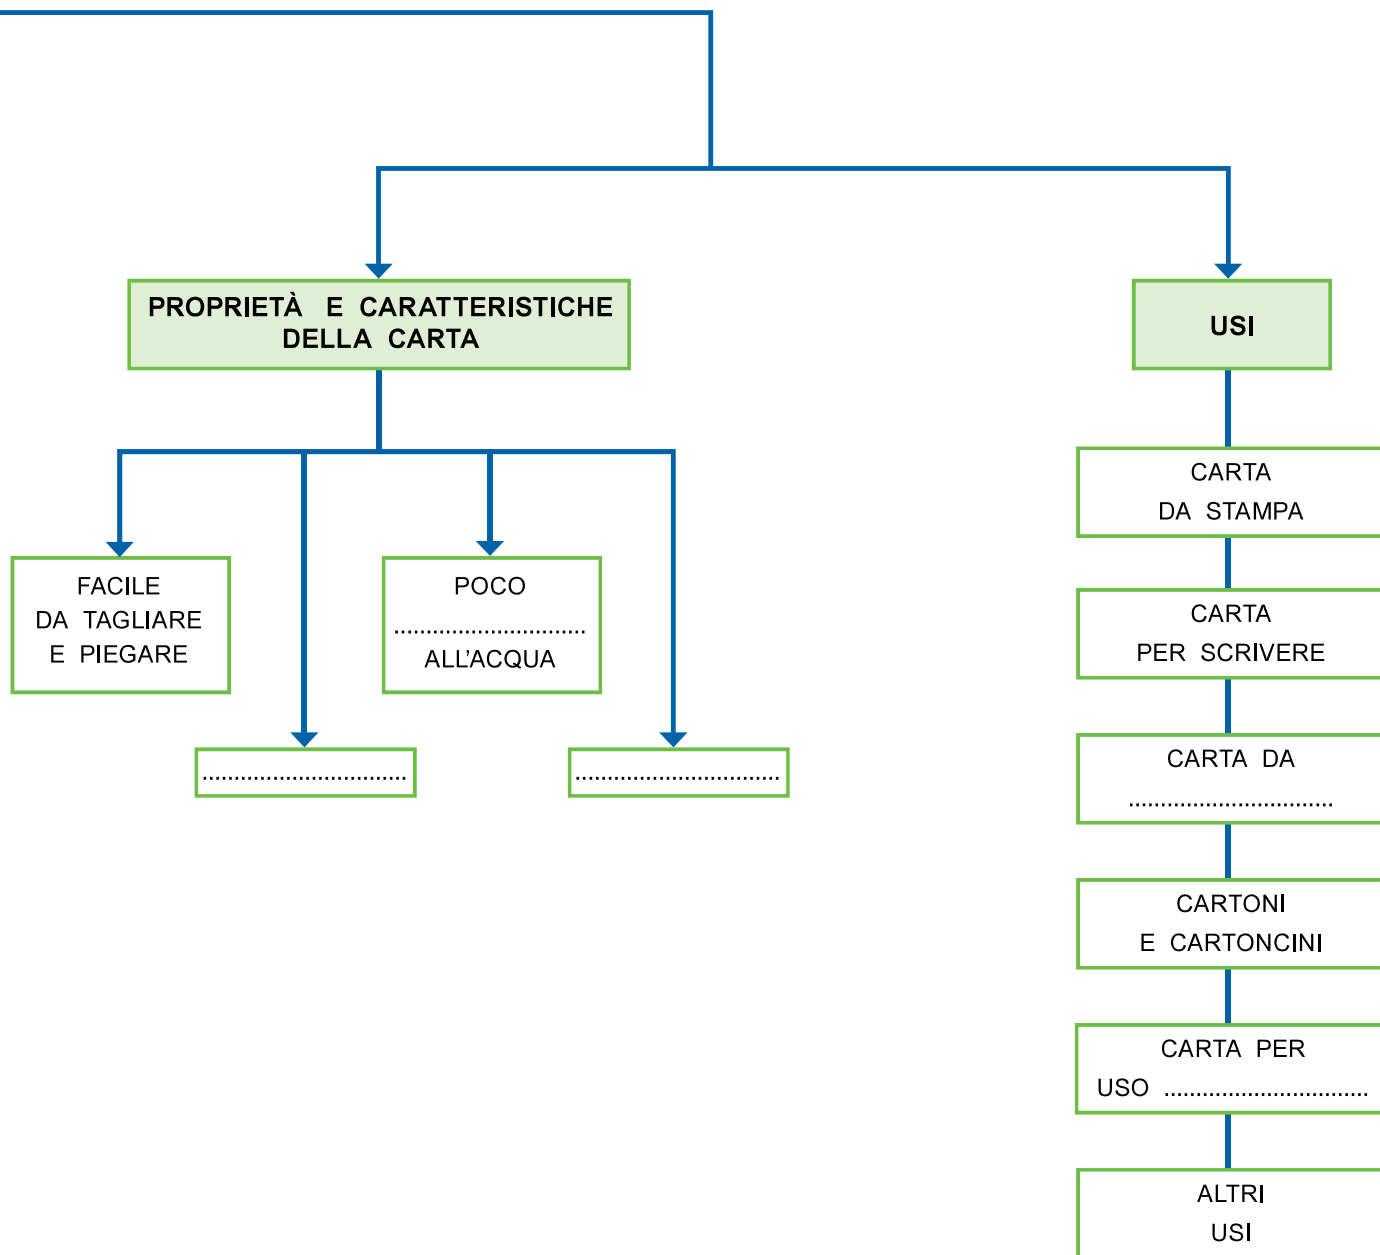 PROPRIETÀ E CARATTERISTICHE
DELLA CARTA
FACILE
DA TAGLIARE
E PIEGARE
................................
POCO
..............................
ALL'ACQUA
................................
USI
CARTA
DA STAMPA
CARTA
PER SCRIVERE
CARTA DA
................................
CARTONI
E CARTONCINI
CARTA PER
USO ................................
ALTRI
USI